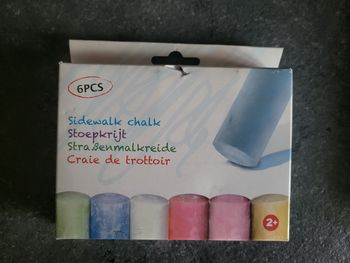 6PCS
Sidewalk chalk
Stoepkrijt
Straßenmalkreide
Craie de trottoir
2+